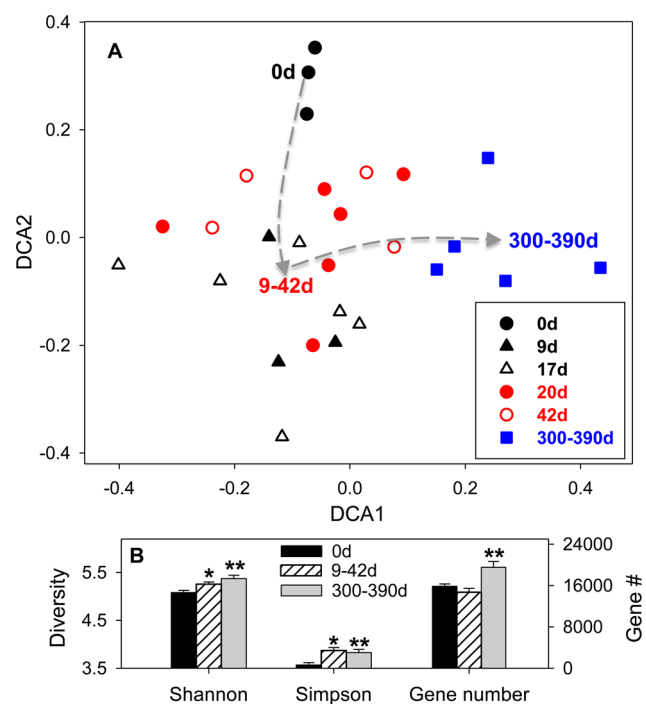 A
0.4
0.2
0.0
-0.2
-0.4
DCA2
0d
9-42d
300-390d
0d
9d
17d
20d
42d
300-390d
-0.4 -0.2 0.0 0.2 0.4
DCA1
B
0d
9-42d
300-390d
5.5
4.5
3.5
Diversity
* **
* **
**
24000
16000
8000
0
Gene #
Shannon Simpson Gene number